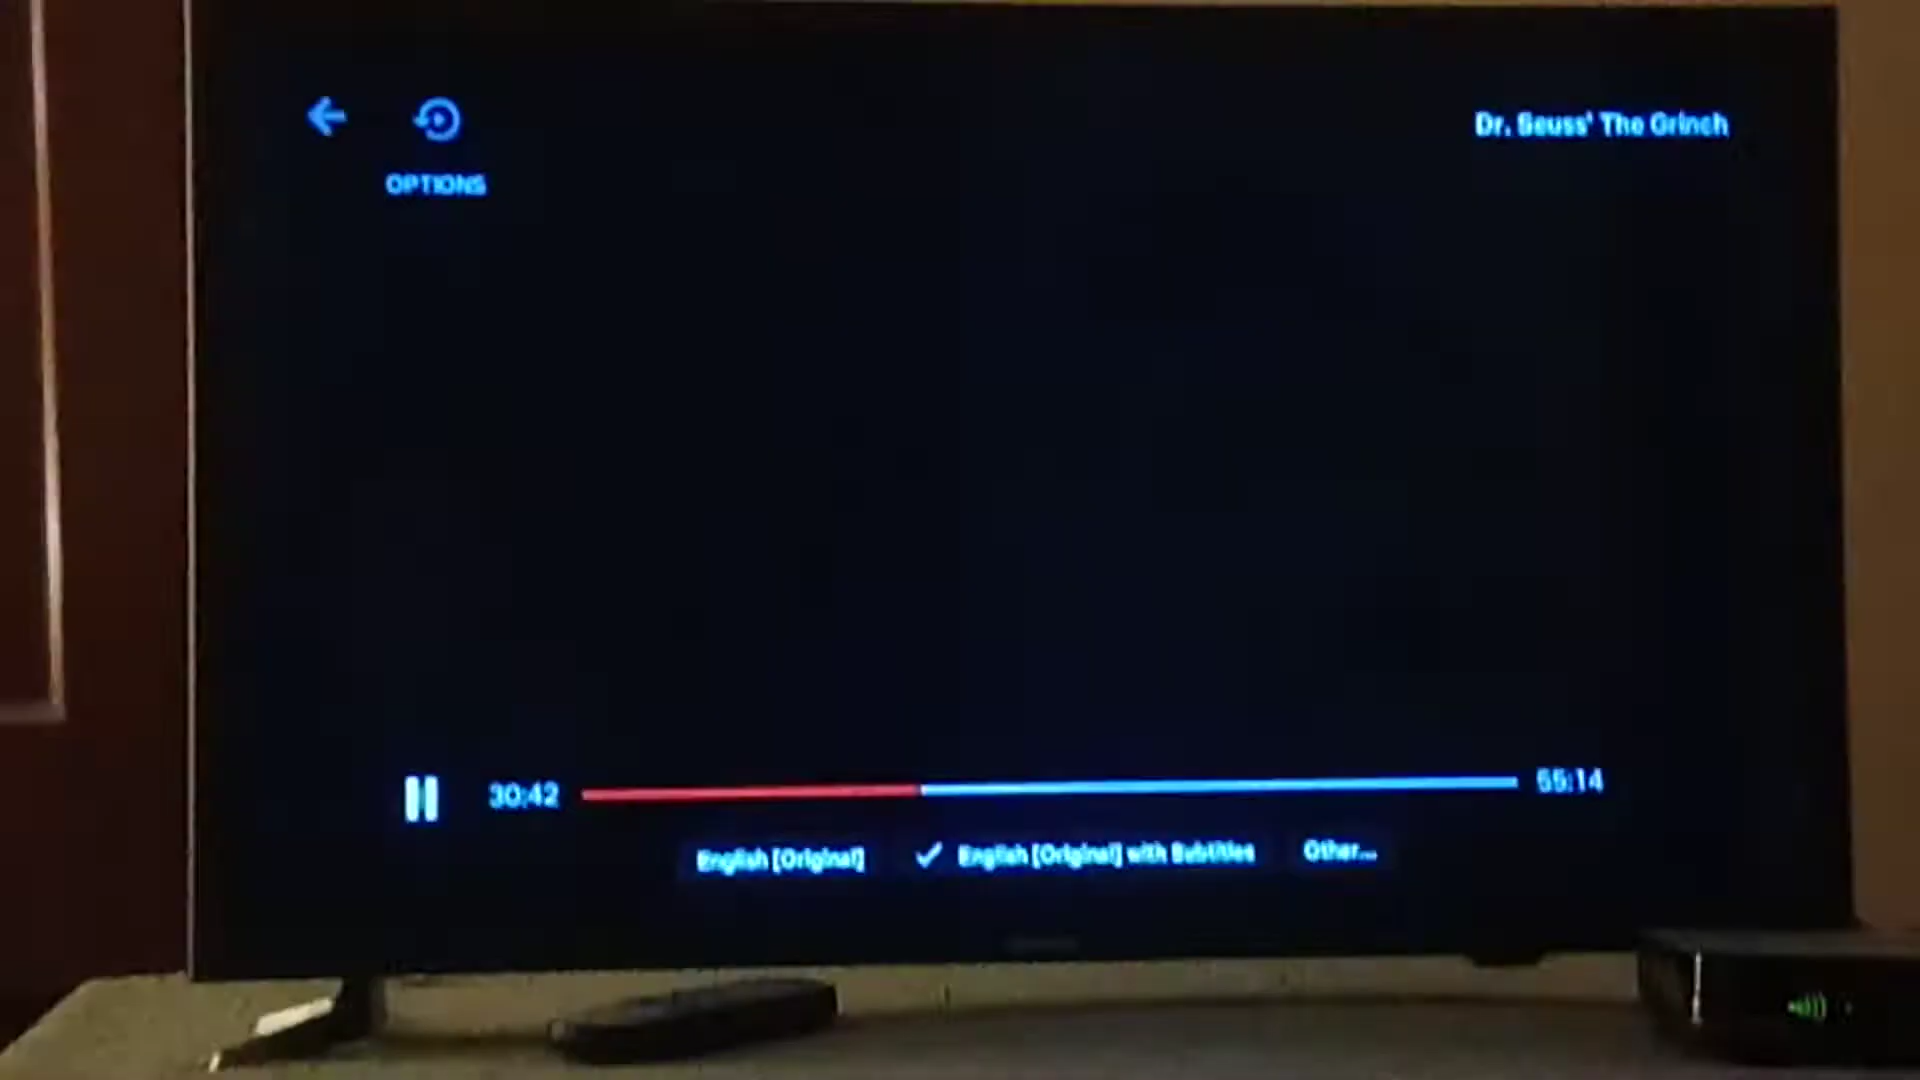 Dr. Seuss' The Grinch
OPTIONS
30:42
55:14
English [Original]
English [Original] with Subtitles
Other...